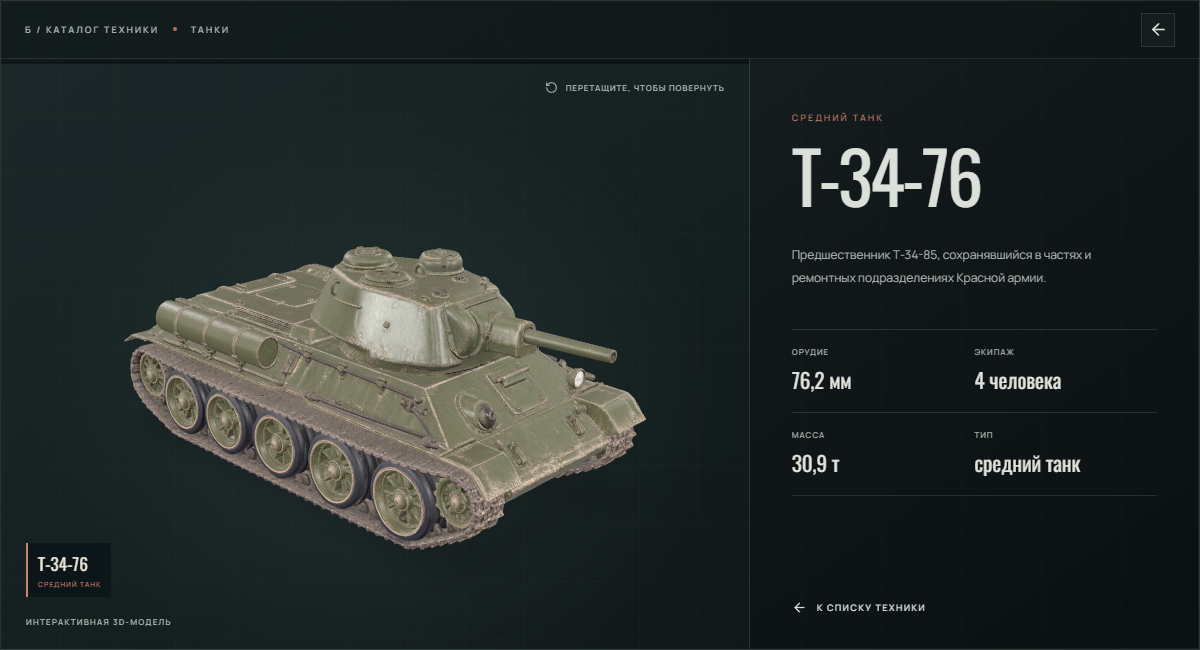 Б / КАТАЛОГ ТЕХНИКИ • ТАНКИ
ПЕРЕТАЩИТЕ, ЧТОБЫ ПОВЕРНУТЬ
Т-34-76
СРЕДНИЙ ТАНК
ИНТЕРАКТИВНАЯ 3D-МОДЕЛЬ
СРЕДНИЙ ТАНК
Т-34-76
Предшественник Т-34-85, сохранявшийся в частях и
ремонтных подразделениях Красной армии.
ОРУДИЕ
76,2 мм
ЭКИПАЖ
4 человека
МАССА
30,9 т
ТИП
средний танк
К СПИСКУ ТЕХНИКИ